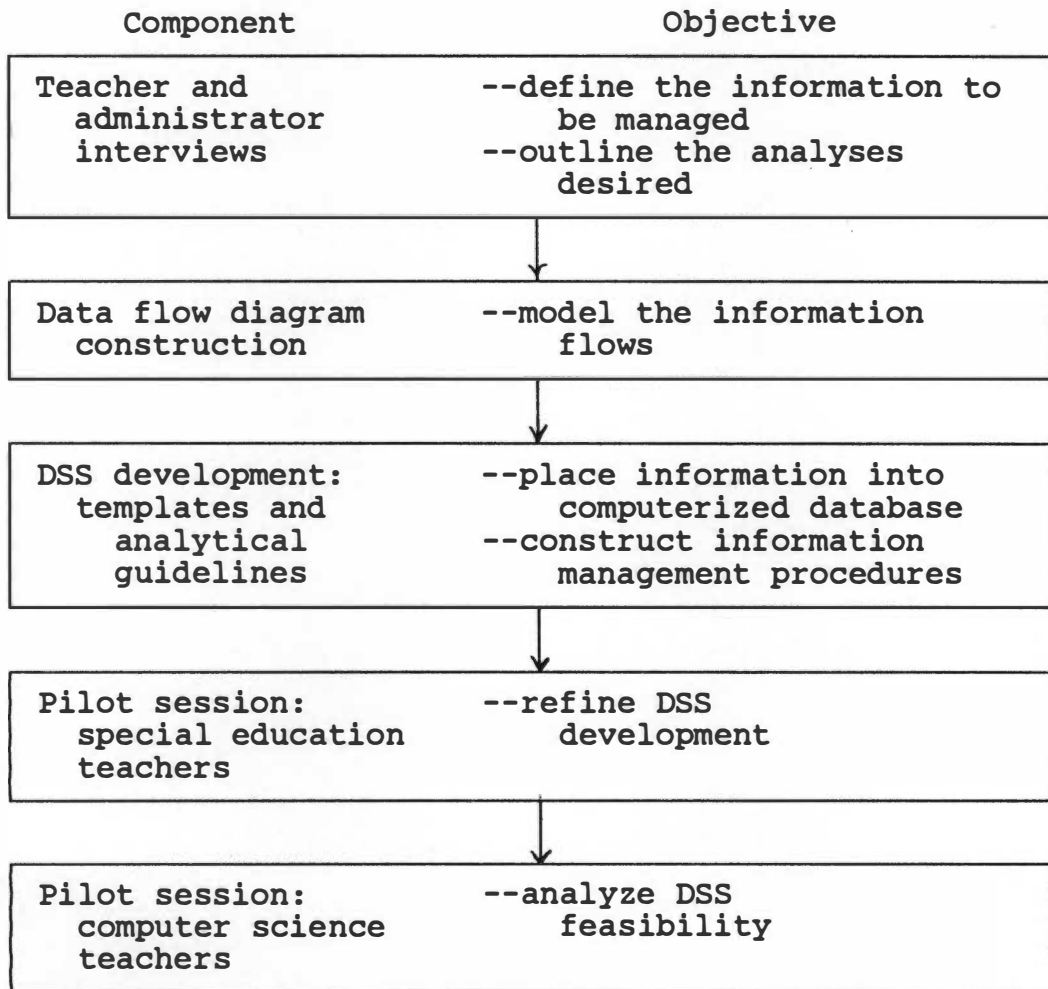 Component Objective
Teacher and --define the information to
administrator be managed
interviews --outline the analyses
desired
Data flow diagram --model the information
construction flows
DSS development: --place information into
templates and computerized database
analytical --construct information
guidelines management procedures
Pilot session: --refine DSS
special education development
teachers
Pilot session: --analyze DSS
computer science feasibility
teachers